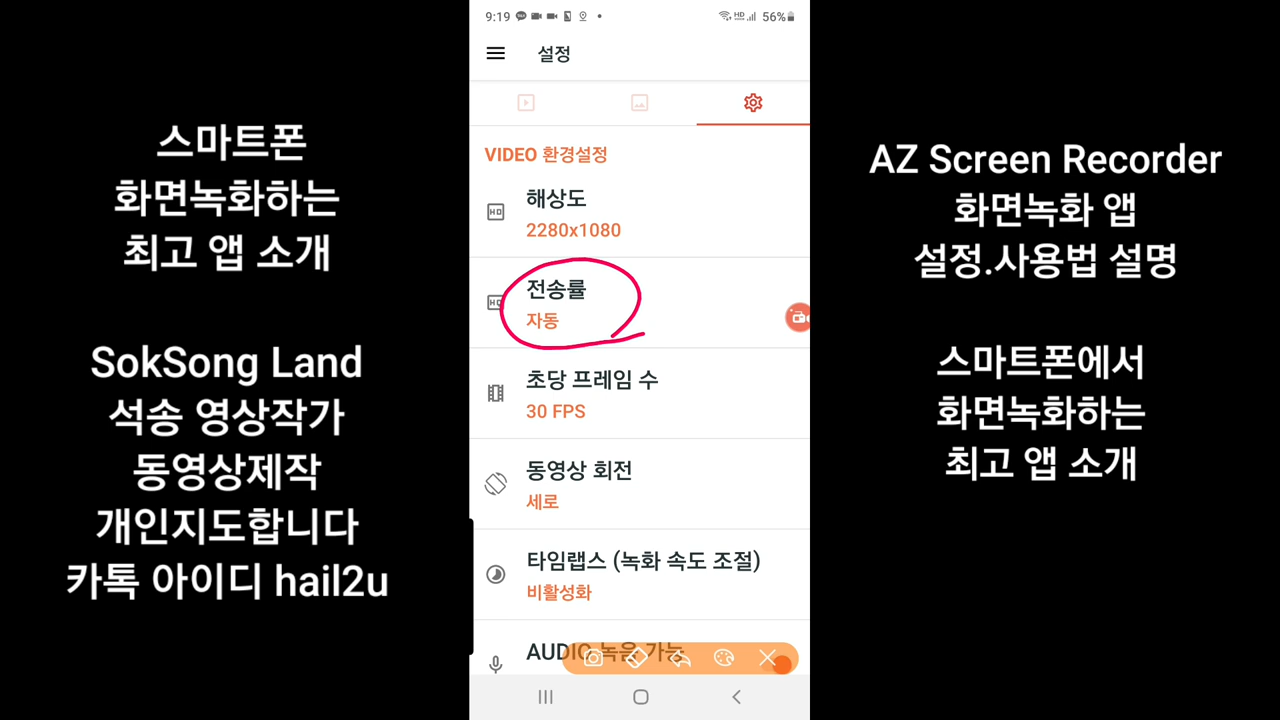 스마트폰
화면녹화하는
최고 앱 소개
SokSong Land
석송 영상작가
동영상제작
개인지도합니다
카톡 아이디 hail2u
9:19
56%
설정
VIDEO 환경설정
해상도
2280x1080
전송률
자동
초당 프레임 수
30 FPS
동영상 회전
세로
타임랩스 (녹화 속도 조절)
비활성화
AUDIO 녹음 가능
AZ Screen Recorder
화면녹화 앱
설정.사용법 설명
스마트폰에서
화면녹화하는
최고 앱 소개